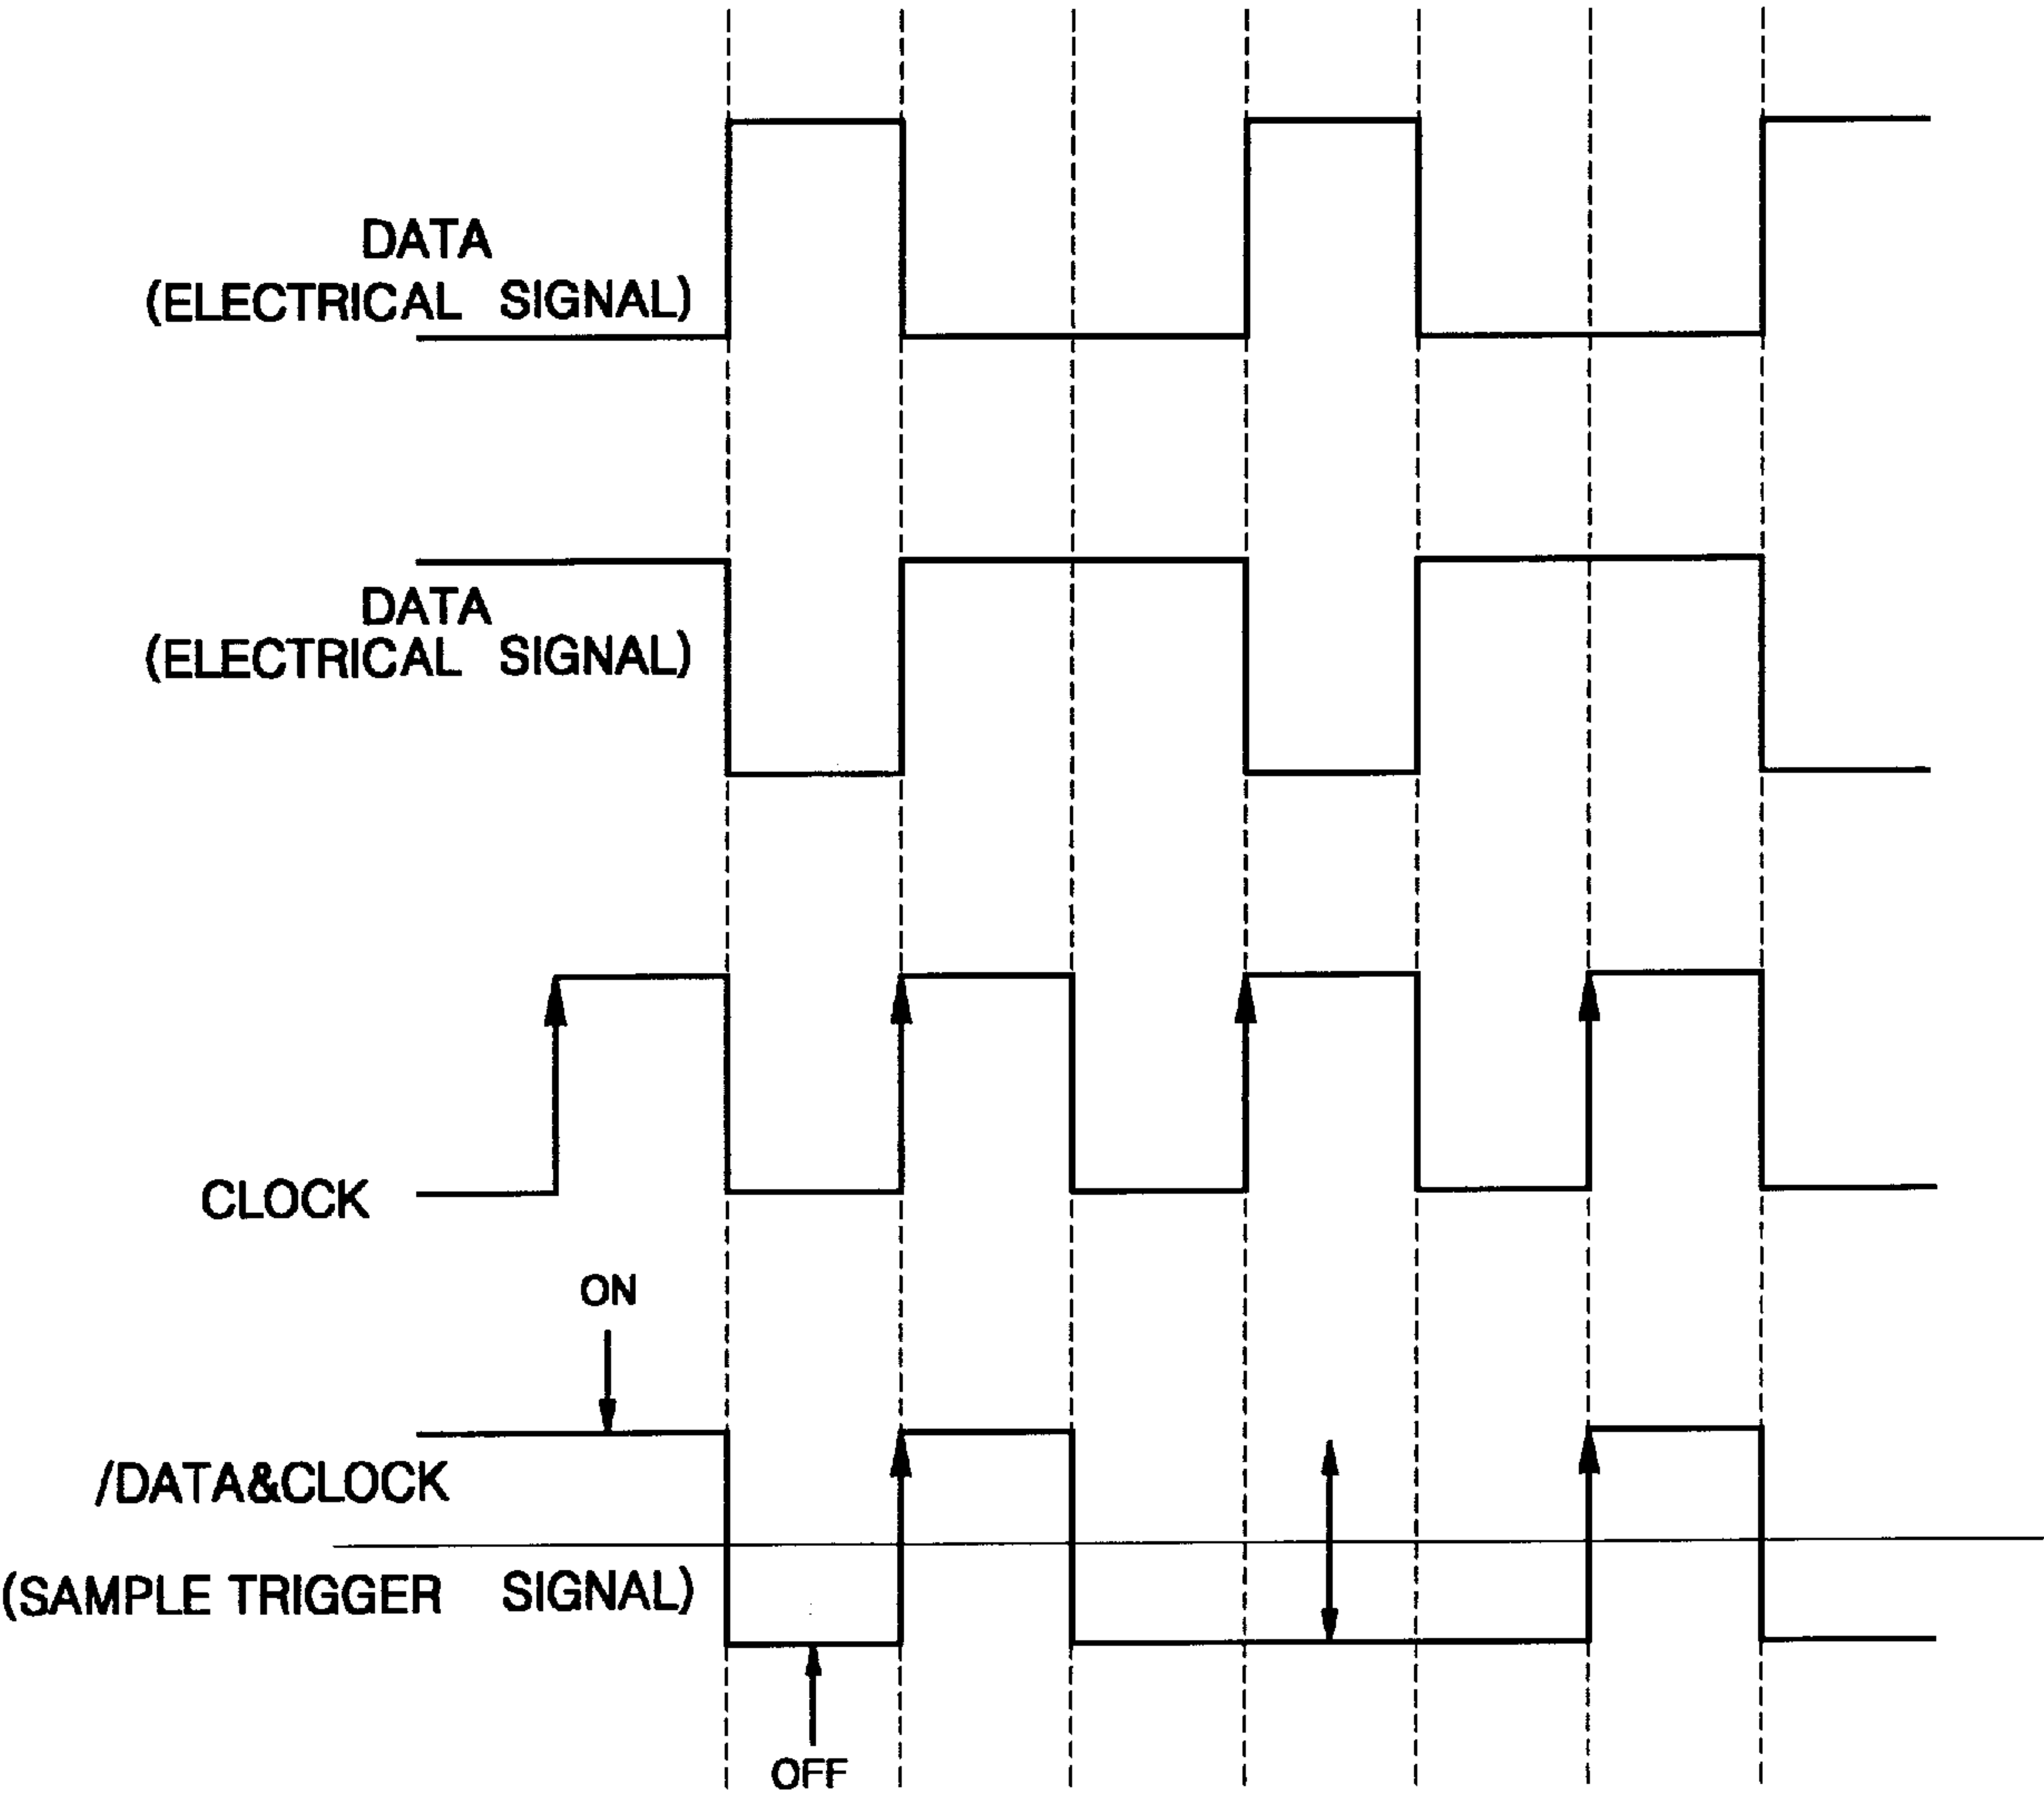 DATA
(ELECTRICAL SIGNAL)
DATA
(ELECTRICAL SIGNAL)
CLOCK
ON
/DATA&CLOCK
(SAMPLE TRIGGER SIGNAL)
OFF